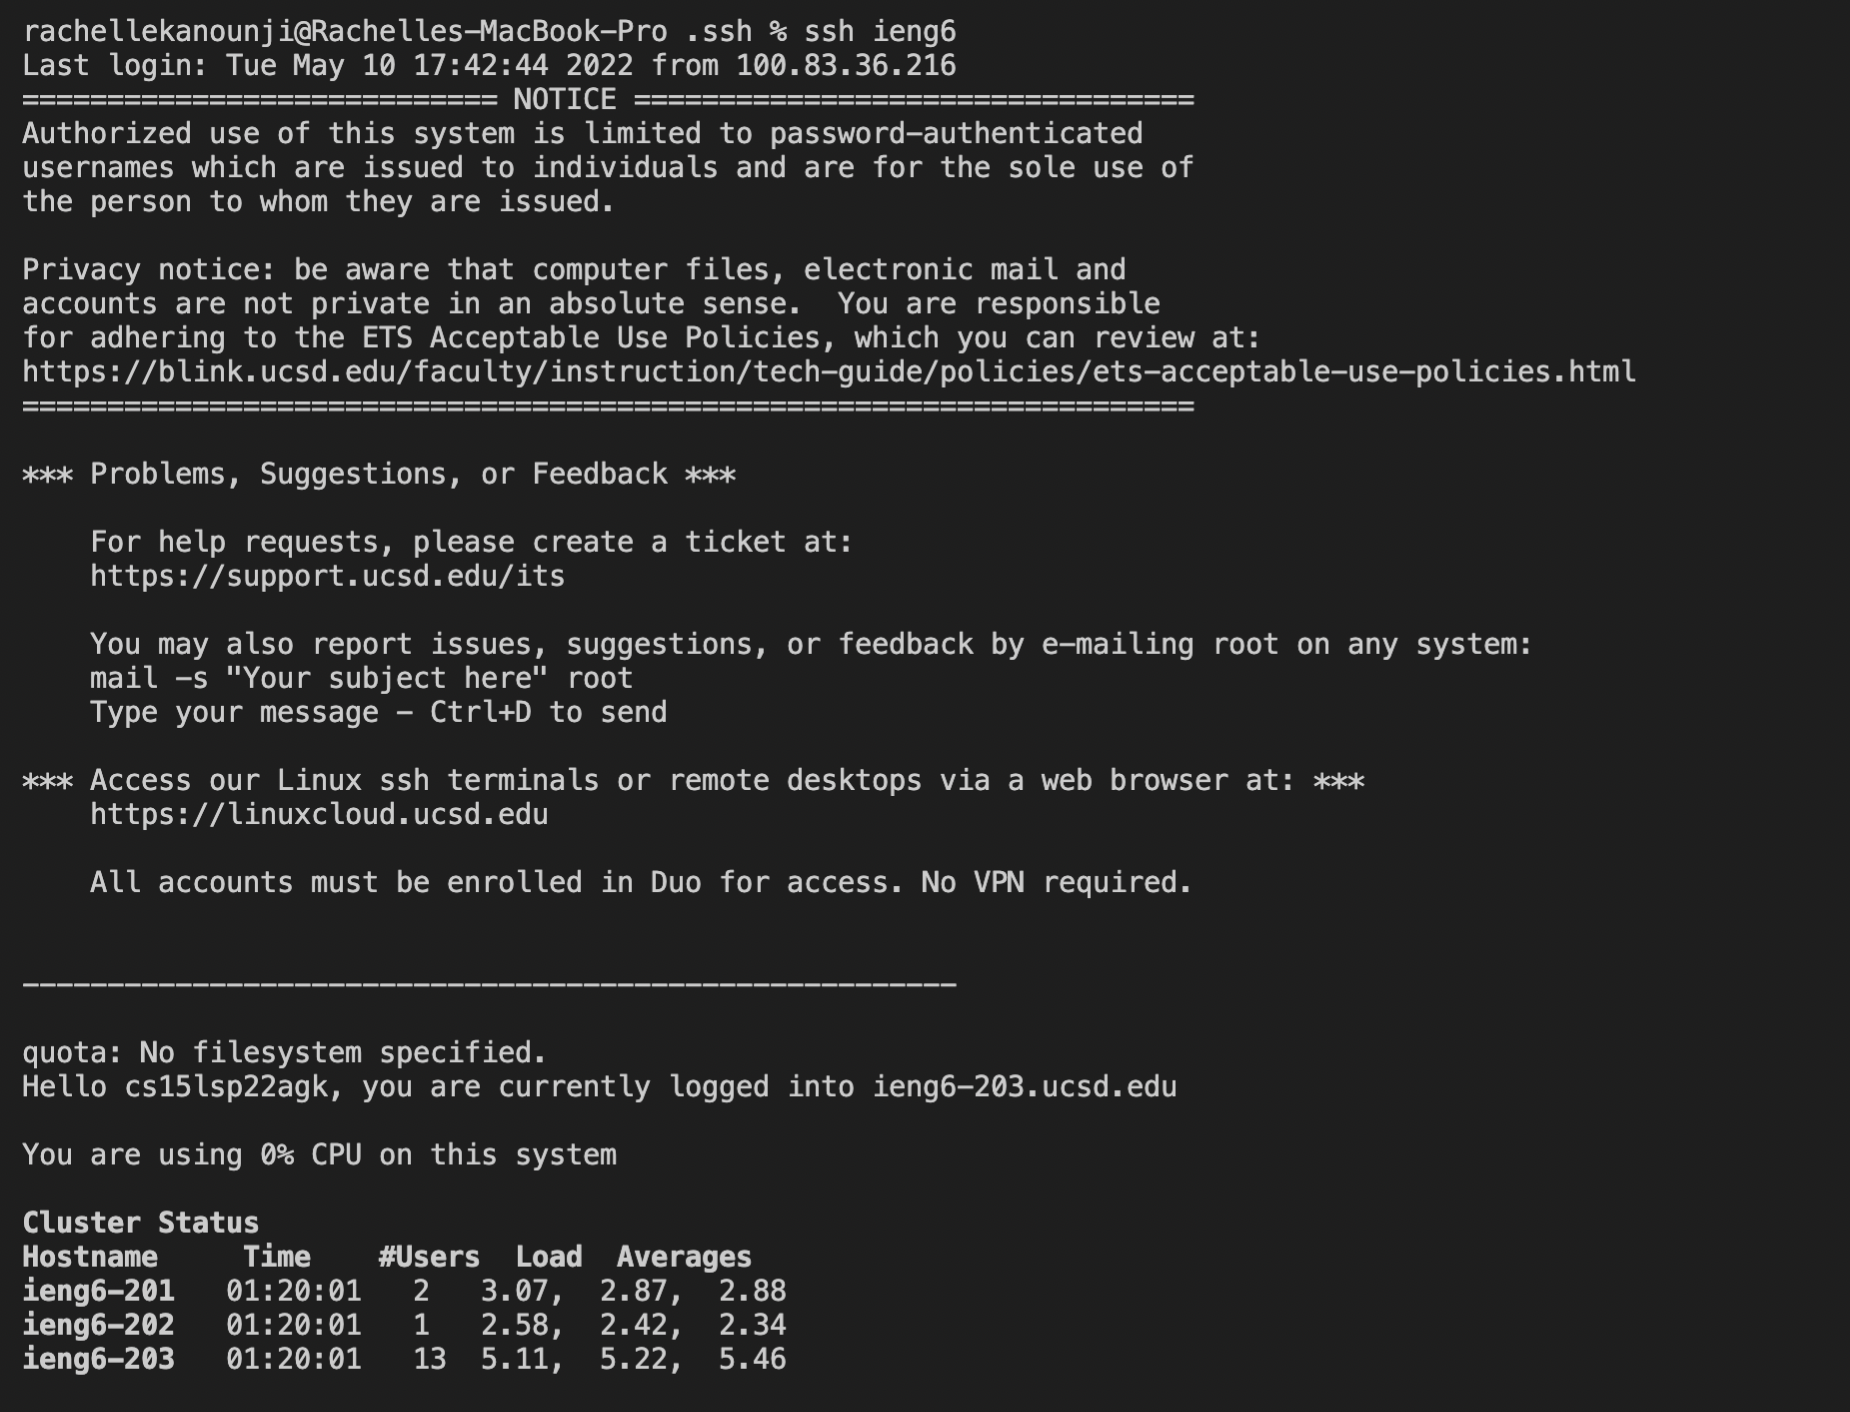 rachellekanounji@Rachelles-MacBook-Pro .ssh % ssh ieng6
Last login: Tue May 10 17:42:44 2022 from 100.83.36.216
============================ NOTICE =================================
Authorized use of this system is limited to password-authenticated
usernames which are issued to individuals and are for the sole use of
the person to whom they are issued.

Privacy notice: be aware that computer files, electronic mail and
accounts are not private in an absolute sense.  You are responsible
for adhering to the ETS Acceptable Use Policies, which you can review at:
https://blink.ucsd.edu/faculty/instruction/tech-guide/policies/ets-acceptable-use-policies.html
=====================================================================

*** Problems, Suggestions, or Feedback ***

    For help requests, please create a ticket at:
    https://support.ucsd.edu/its

    You may also report issues, suggestions, or feedback by e-mailing root on any system:
    mail -s "Your subject here" root
    Type your message - Ctrl+D to send

*** Access our Linux ssh terminals or remote desktops via a web browser at: ***
    https://linuxcloud.ucsd.edu

    All accounts must be enrolled in Duo for access. No VPN required.


-------------------------------------------------------

quota: No filesystem specified.
Hello cs15lsp22agk, you are currently logged into ieng6-203.ucsd.edu

You are using 0% CPU on this system

Cluster Status
Hostname     Time    #Users  Load  Averages
ieng6-201   01:20:01   2   3.07,  2.87,  2.88
ieng6-202   01:20:01   1   2.58,  2.42,  2.34
ieng6-203   01:20:01   13  5.11,  5.22,  5.46